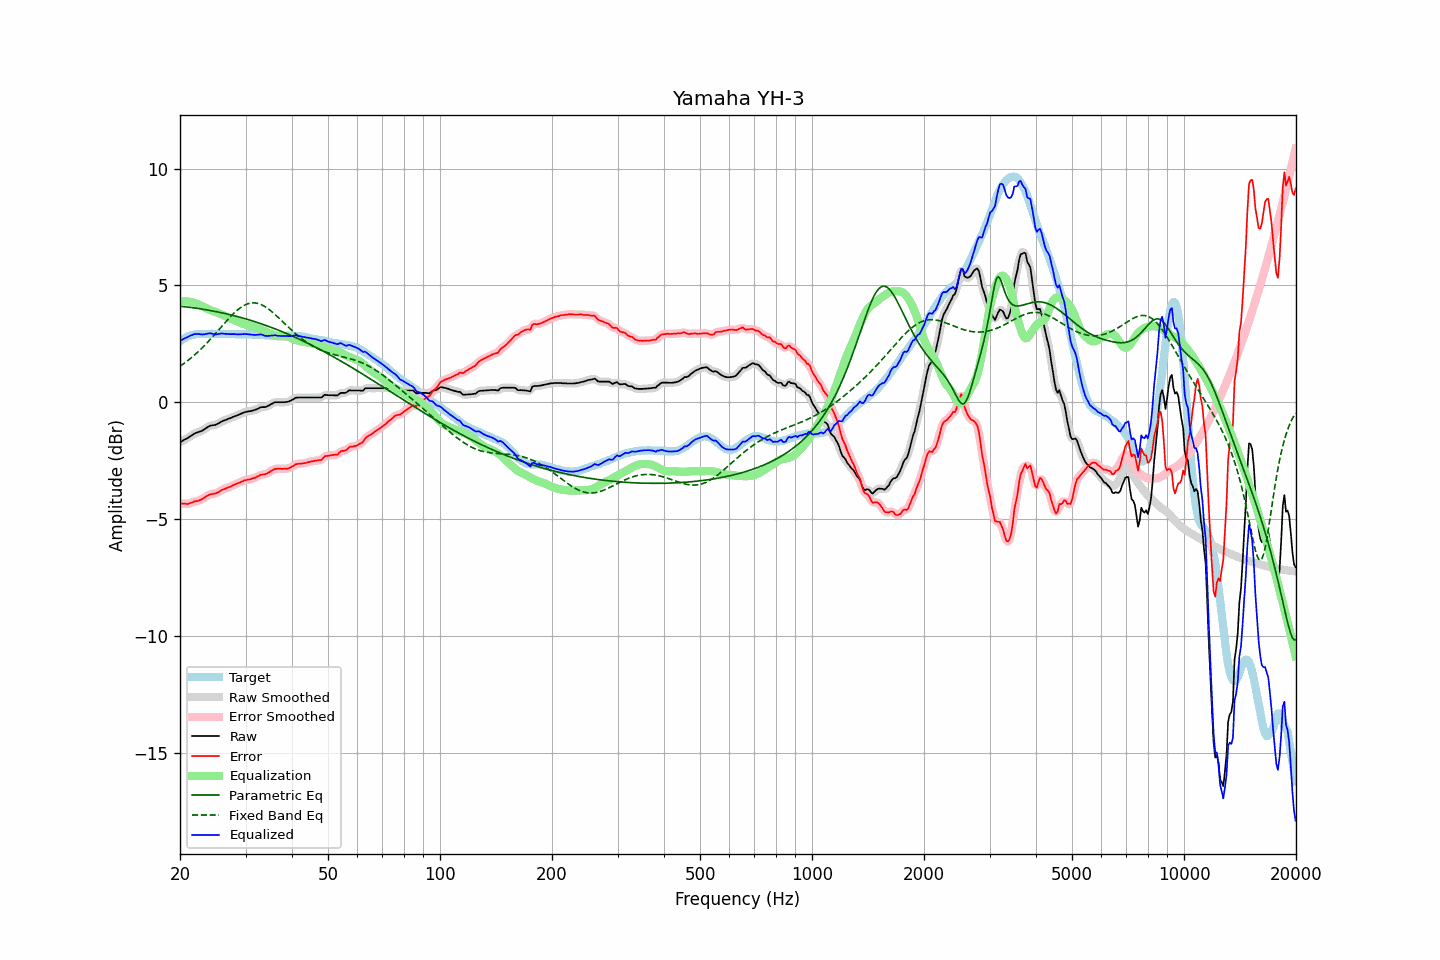 Yamaha YH-3
Amplitude (dBr)
10
5
0
−5
−10
−15
Target
Raw Smoothed
Error Smoothed
Raw
Error
Equalization
Parametric Eq
Fixed Band Eq
Equalized
20 50 100 200 500 1000 2000 5000 10000 20000
Frequency (Hz)